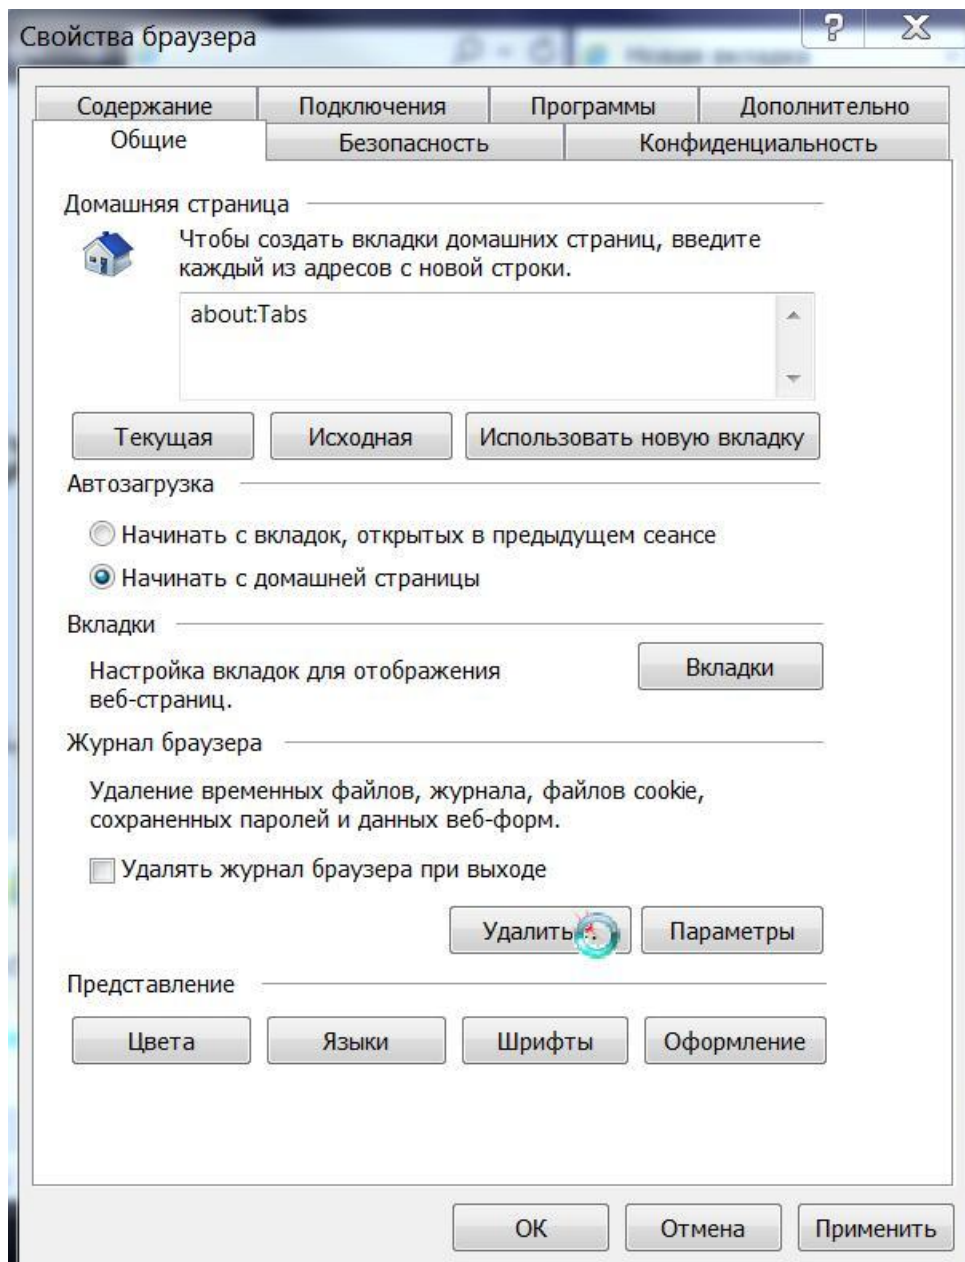 Свойства браузера
Новая вкладка
Содержание
Подключения
Программы
Дополнительно
Общие
Безопасность
Конфиденциальность
Домашняя страница
Чтобы создать вкладки домашних страниц, введите
каждый из адресов с новой строки.
about:Tabs
Текущая
Исходная
Использовать новую вкладку
Автозагрузка
Начинать с вкладок, открытых в предыдущем сеансе
Начинать с домашней страницы
Вкладки
Настройка вкладок для отображения
веб-страниц.
Вкладки
Журнал браузера
Удаление временных файлов, журнала, файлов cookie,
сохраненных паролей и данных веб-форм.
Удалять журнал браузера при выходе
Удалить
Параметры
Представление
Цвета
Языки
Шрифты
Оформление
ОК
Отмена
Применить